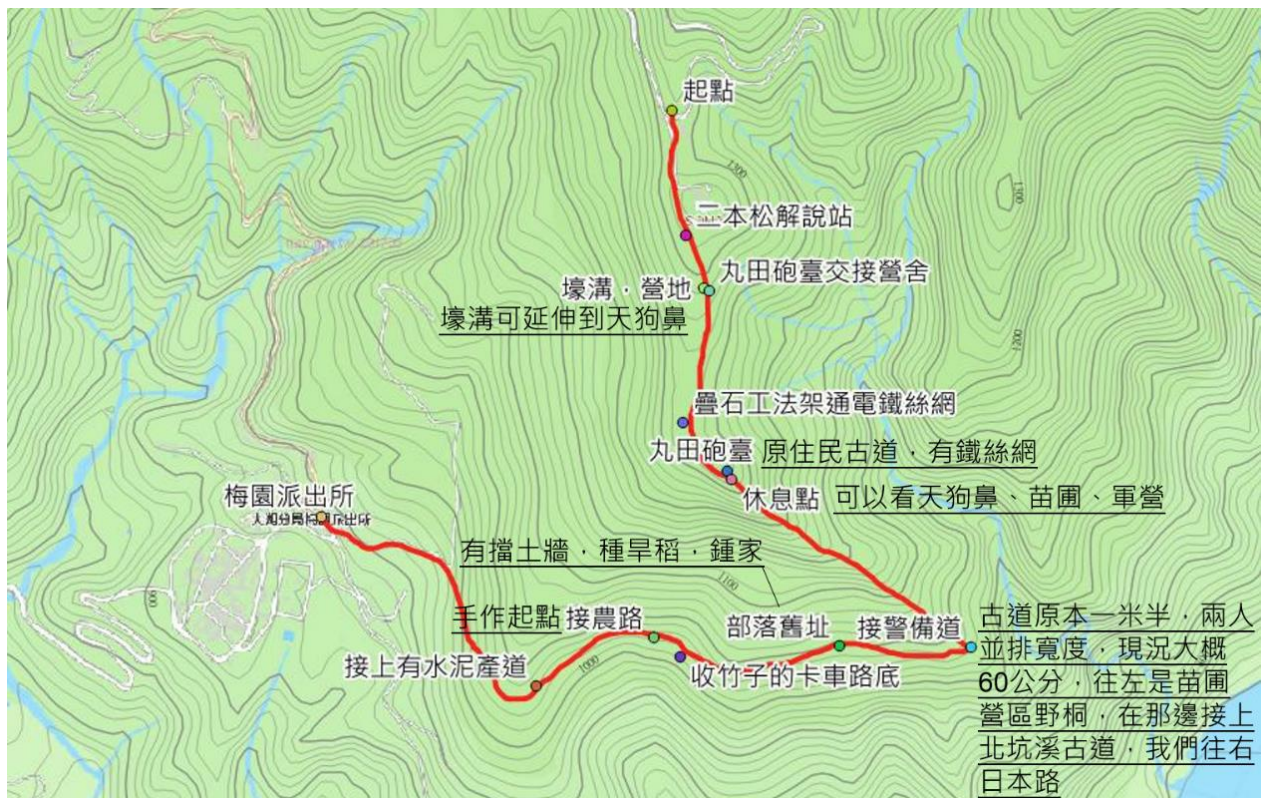 起點
1300
1300
二本松解說站
丸田砲臺交接營舍
壕溝，營地
壕溝可延伸到天狗鼻
1200
疊石工法架通電鐵絲網
丸田砲臺
原住民古道，有鐵絲網
休息點
可以看天狗鼻、苗圃、軍營
梅園派出所
有擋土牆，種旱稻，鍾家
1100
900
手作起點
接農路
部落舊址
接警備道
接上有水泥產道
1000
收竹子的卡車路底
古道原本一米半，兩人
並排寬度，現況大概
60公分，往左是苗圃
營區野桐，在那邊接上
北坑溪古道，我們往右
日本路